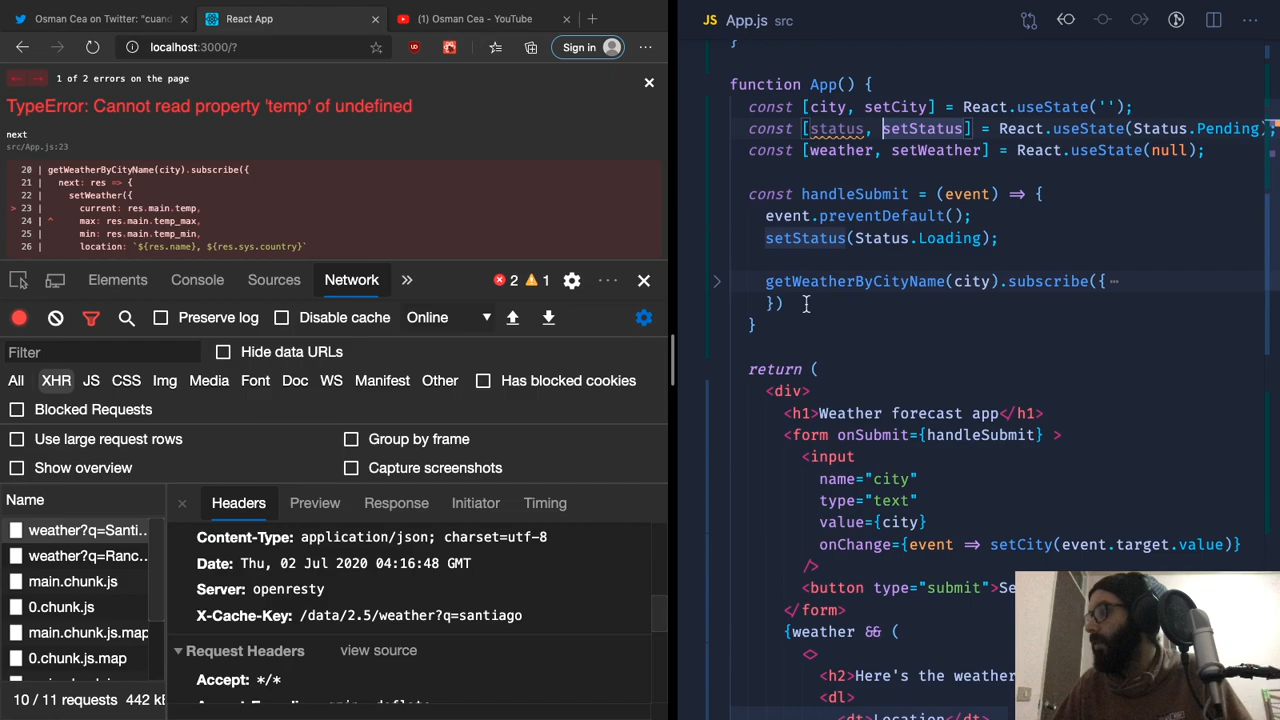 Osman Cea on Twitter: "cuand
React App
(1) Osman Cea - YouTube
localhost:3000/?
Sign in
1 of 2 errors on the page
TypeError: Cannot read property 'temp' of undefined
next
src/App.js:23
20 | getWeatherByCityName(city).subscribe({
21 | next: res => {
22 | setWeather({
> 23 | current: res.main.temp,
24 | ^ max: res.main.temp_max,
25 | min: res.main.temp_min,
26 | location: `${res.name}, ${res.sys.country}`
Elements
Console
Sources
Network
2
1
Preserve log
Disable cache
Online
Filter
Hide data URLs
All
XHR
JS
CSS
Img
Media
Font
Doc
WS
Manifest
Other
Has blocked cookies
Blocked Requests
Use large request rows
Group by frame
Show overview
Capture screenshots
Name
Headers
Preview
Response
Initiator
Timing
weather?q=Santi..
weather?q=Ranc..
main.chunk.js
0.chunk.js
main.chunk.js.map
0.chunk.js.map
10 / 11 requests 442 k
Content-Type: application/json; charset=utf-8
Date: Thu, 02 Jul 2020 04:16:48 GMT
Server: openresty
X-Cache-Key: /data/2.5/weather?q=santiago
Request Headers
view source
Accept: */*
JS App.js src
}
function App() {
const [city, setCity] = React.useState('');
const [status, setStatus] = React.useState(Status.Pending);
const [weather, setWeather] = React.useState(null);
const handleSubmit = (event) => {
event.preventDefault();
setStatus(Status.Loading);
getWeatherByCityName(city).subscribe({ ⋯
})
}
return (
<div>
<h1>Weather forecast app</h1>
<form onSubmit={handleSubmit} >
<input
name="city"
type="text"
value={city}
onChange={event => setCity(event.target.value)}
/>
<button type="submit">Se
</form>
{weather && (
<>
<h2>Here's the weather
<dl>
<dt>Location</dt>